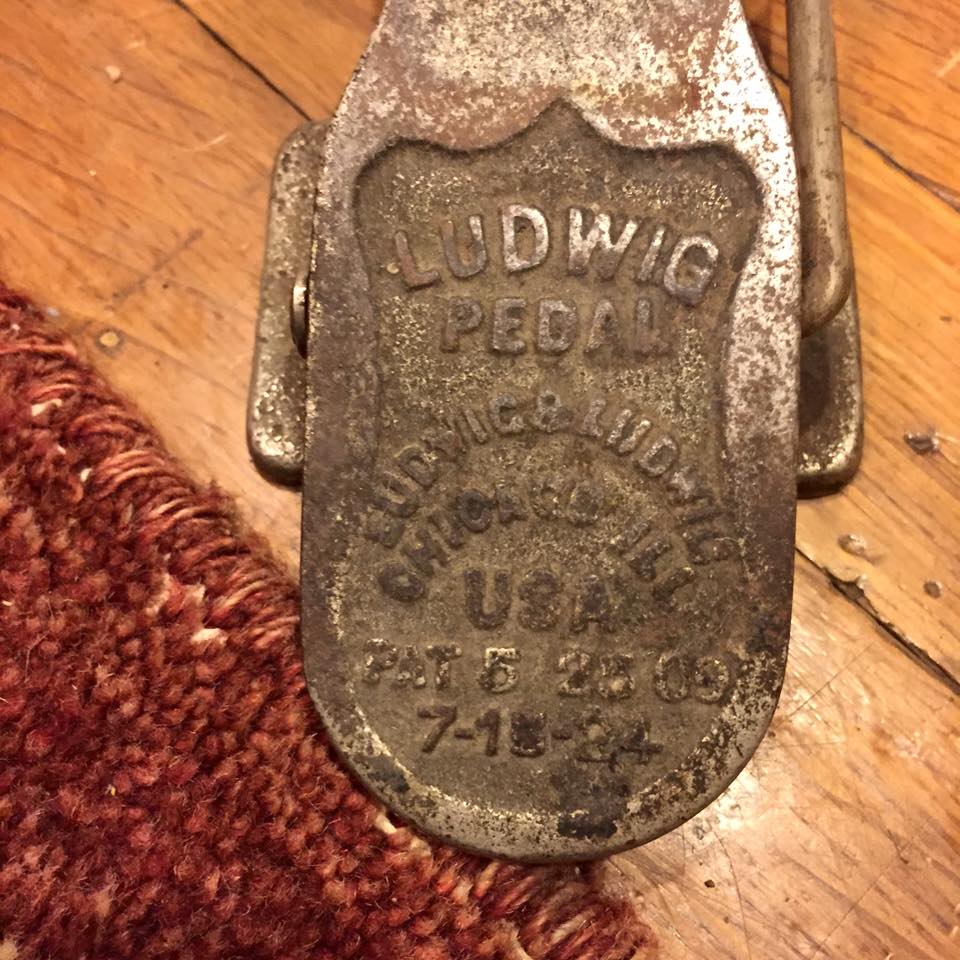 LUDWIG
PEDAL
LUDWIG & LUDWIG
CHICAGO ILL
USA
PAT 5 25 09
7-15-24